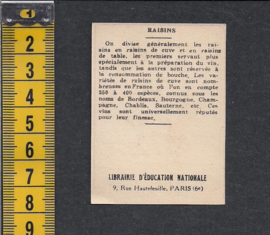 RAISINS
On divise généralement les rai-
sins en raisins de cuve et en raisins
de table, les premiers servant plus
spécialement à la préparation du vin,
tandis que les autres sont réservés à
la consommation de bouche. Les va-
riétés de raisins de cuve sont nom-
breuses en France où l'on en compte
350 à 400 espèces, connus sous les
noms de Bordeaux, Bourgogne, Cham-
pagne, Chablis, Sauterne, etc. Ces
vins sont universellement réputés
pour leur finesse.
LIBRAIRIE D'ÉDUCATION NATIONALE
9, Rue Hautefeuille, PARIS (6e)
2
3
4
5
6
7
8
9